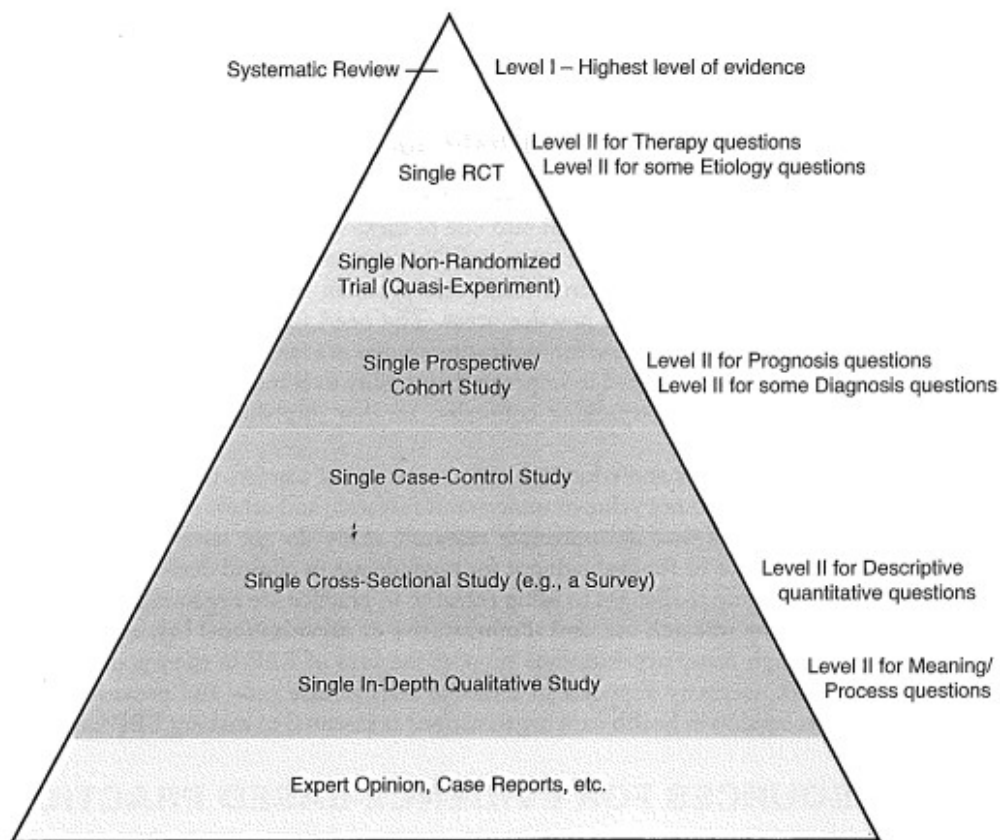 Systematic Review
Level I – Highest level of evidence
Level II for Therapy questions
Level II for some Etiology questions
Single RCT
Single Non-Randomized
Trial (Quasi-Experiment)
Single Prospective/
Cohort Study
Level II for Prognosis questions
Level II for some Diagnosis questions
Single Case-Control Study
Single Cross-Sectional Study (e.g., a Survey)
Level II for Descriptive
quantitative questions
Single In-Depth Qualitative Study
Level II for Meaning/
Process questions
Expert Opinion, Case Reports, etc.